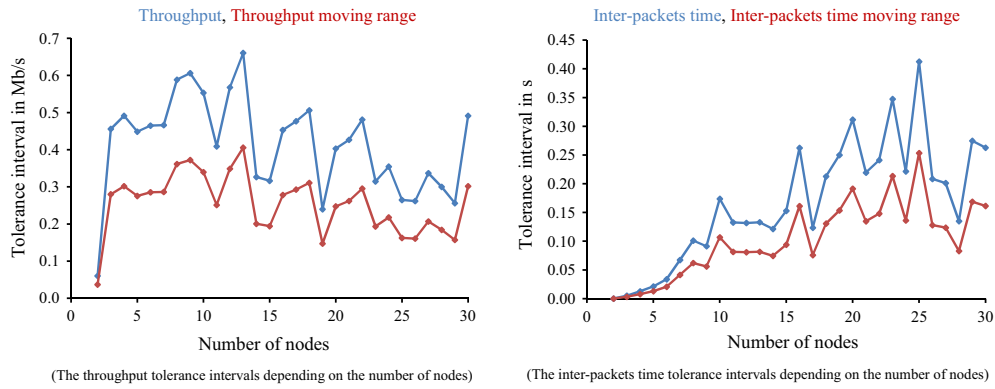 Throughput, Throughput moving range
0.7
0.6
0.5
0.4
0.3
0.2
0.1
0.0
Tolerance interval in Mb/s
0 5 10 15 20 25 30
Number of nodes
(The throughput tolerance intervals depending on the number of nodes)
Inter-packets time, Inter-packets time moving range
0.45
0.40
0.35
0.30
0.25
0.20
0.15
0.10
0.05
0.00
Tolerance interval in s
0 5 10 15 20 25 30
Number of nodes
(The inter-packets time tolerance intervals depending on the number of nodes)